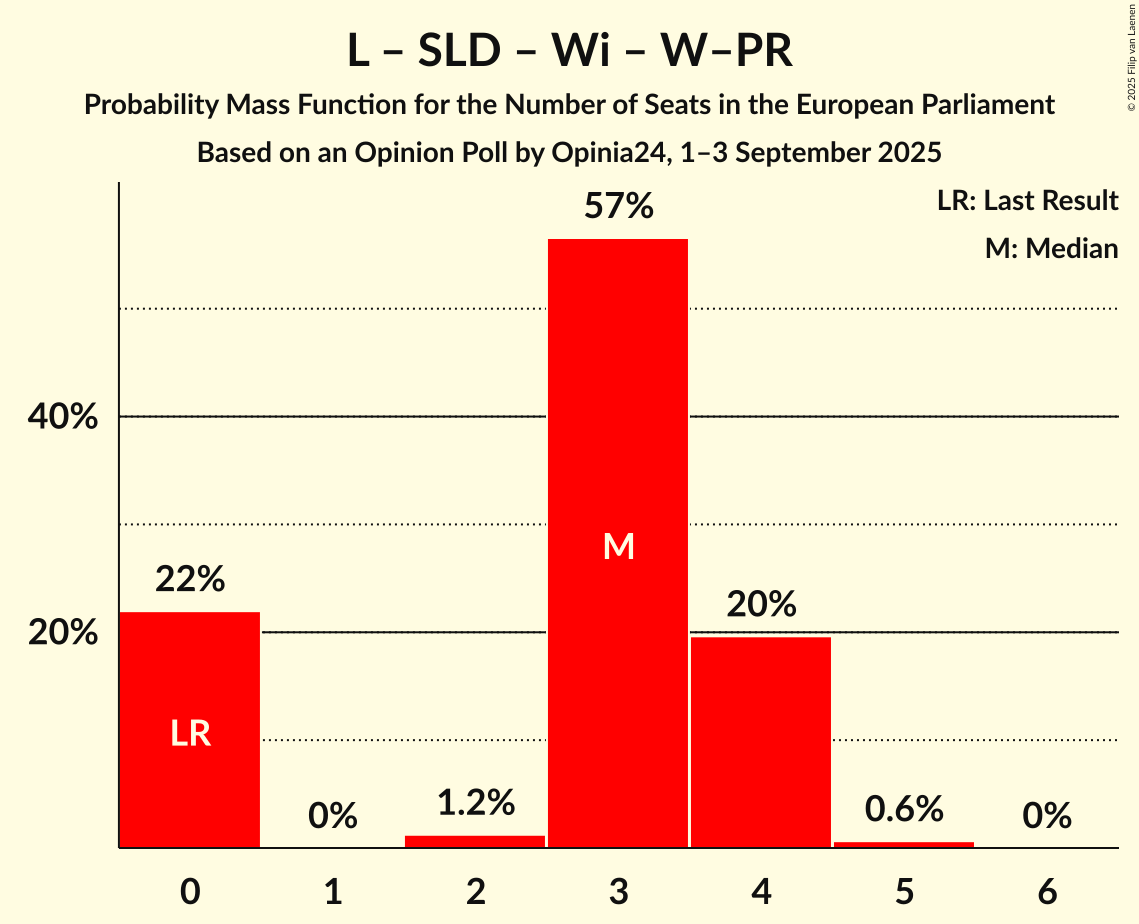 L – SLD – Wi – W–PR
Probability Mass Function for the Number of Seats in the European Parliament
Based on an Opinion Poll by Opinia24, 1–3 September 2025
© 2025 Filip van Laenen
LR: Last Result
M: Median
57%
40%
M
22%
20%
20%
LR
0%
1.2%
0.6%
0%
0 1 2 3 4 5 6